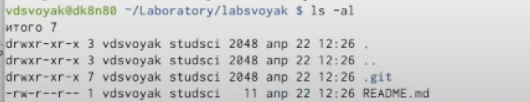 vdsvoyak@dk8n80 ~/Laboratory/labsvoyak $ ls -al
итого 7
drwxr-xr-x 3 vdsvoyak studsci 2048 апр 22 12:26 .
drwxr-xr-x 3 vdsvoyak studsci 2048 апр 22 12:26 ..
drwxr-xr-x 7 vdsvoyak studsci 2048 апр 22 12:26 .git
-rw-r--r-- 1 vdsvoyak studsci 11 апр 22 12:26 README.md